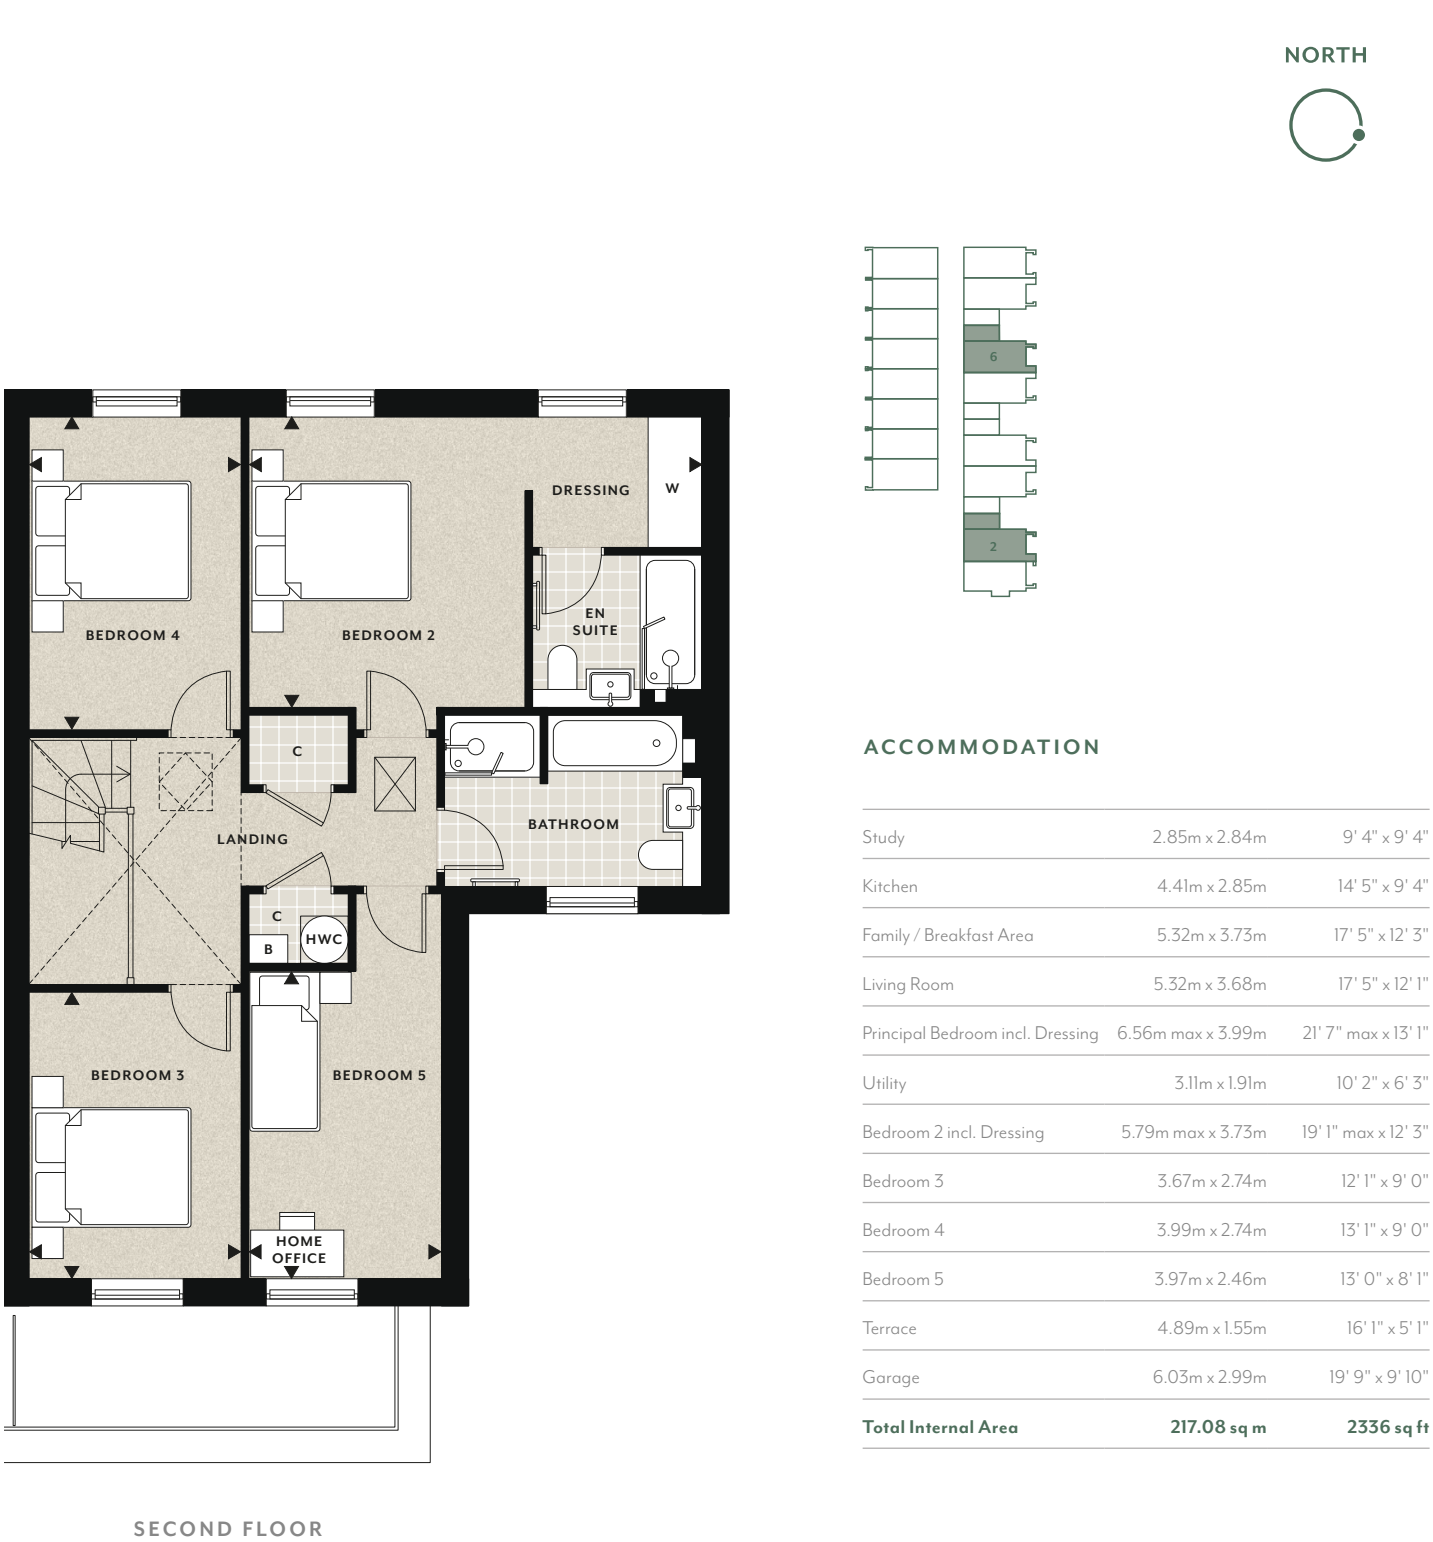 NORTH
6
2
DRESSING
W
EN
SUITE
BEDROOM 4
BEDROOM 2
C
BATHROOM
LANDING
C
B
HWC
BEDROOM 3
BEDROOM 5
HOME
OFFICE
SECOND FLOOR
ACCOMMODATION
Study 2.85m x 2.84m 9' 4" x 9' 4"
Kitchen 4.41m x 2.85m 14' 5" x 9' 4"
Family / Breakfast Area 5.32m x 3.73m 17' 5" x 12' 3"
Living Room 5.32m x 3.68m 17' 5" x 12' 1"
Principal Bedroom incl. Dressing 6.56m max x 3.99m 21' 7" max x 13' 1"
Utility 3.11m x 1.91m 10' 2" x 6' 3"
Bedroom 2 incl. Dressing 5.79m max x 3.73m 19' 1" max x 12' 3"
Bedroom 3 3.67m x 2.74m 12' 1" x 9' 0"
Bedroom 4 3.99m x 2.74m 13' 1" x 9' 0"
Bedroom 5 3.97m x 2.46m 13' 0" x 8' 1"
Terrace 4.89m x 1.55m 16' 1" x 5' 1"
Garage 6.03m x 2.99m 19' 9" x 9' 10"
Total Internal Area 217.08 sq m 2336 sq ft